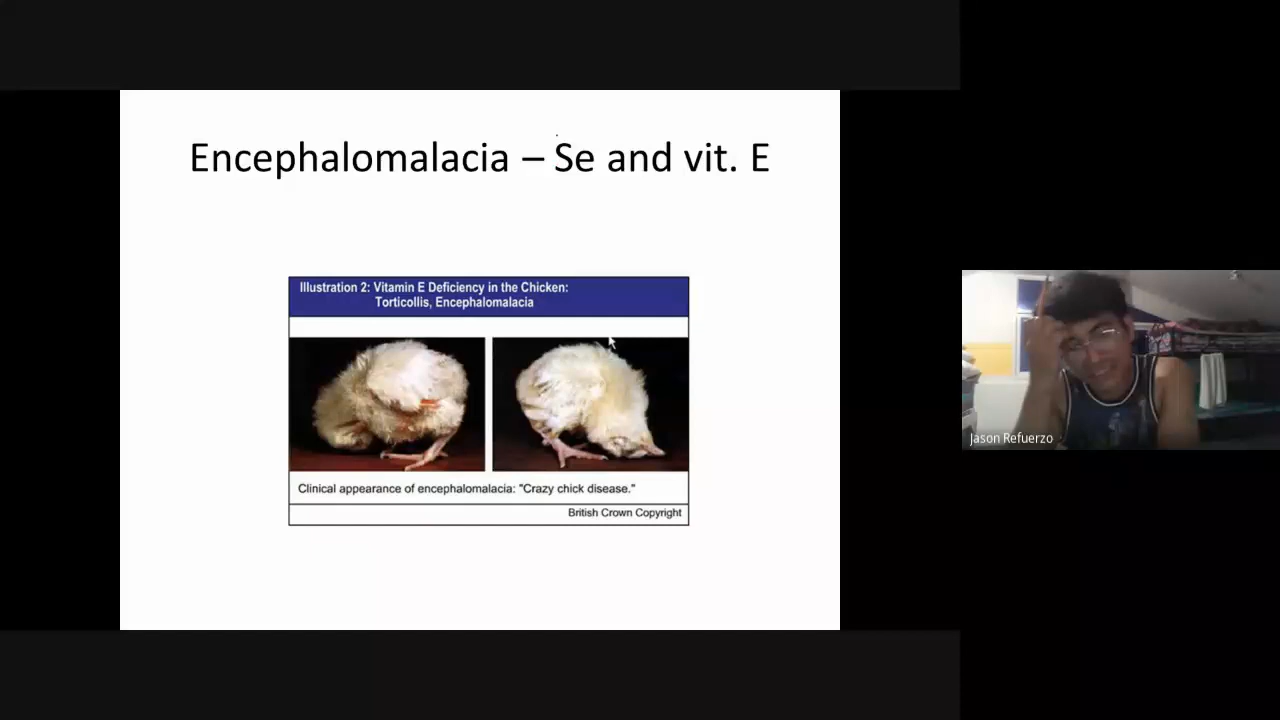 Encephalomalacia – Se and vit. E
Illustration 2: Vitamin E Deficiency in the Chicken:
Torticollis, Encephalomalacia
Clinical appearance of encephalomalacia: "Crazy chick disease."
British Crown Copyright
Jason Refuerzo